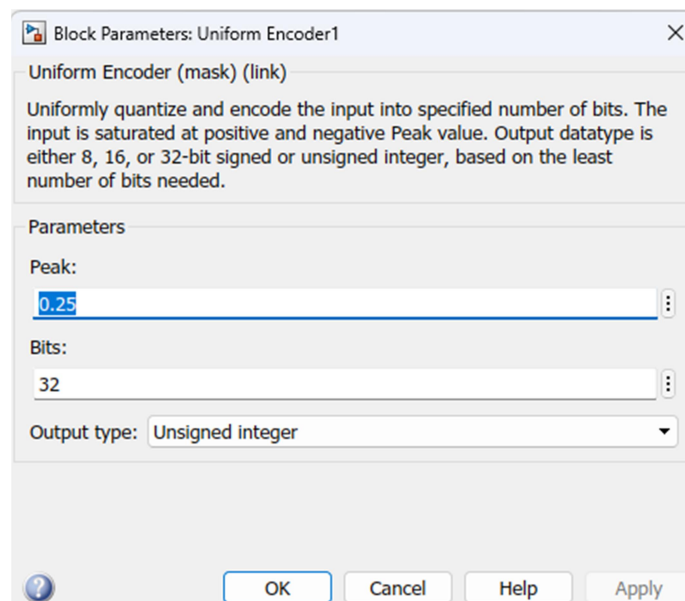 Block Parameters: Uniform Encoder1
Uniform Encoder (mask) (link)
Uniformly quantize and encode the input into specified number of bits. The
input is saturated at positive and negative Peak value. Output datatype is
either 8, 16, or 32-bit signed or unsigned integer, based on the least
number of bits needed.
Parameters
Peak:
0.25
Bits:
32
Output type: Unsigned integer
OK Cancel Help Apply